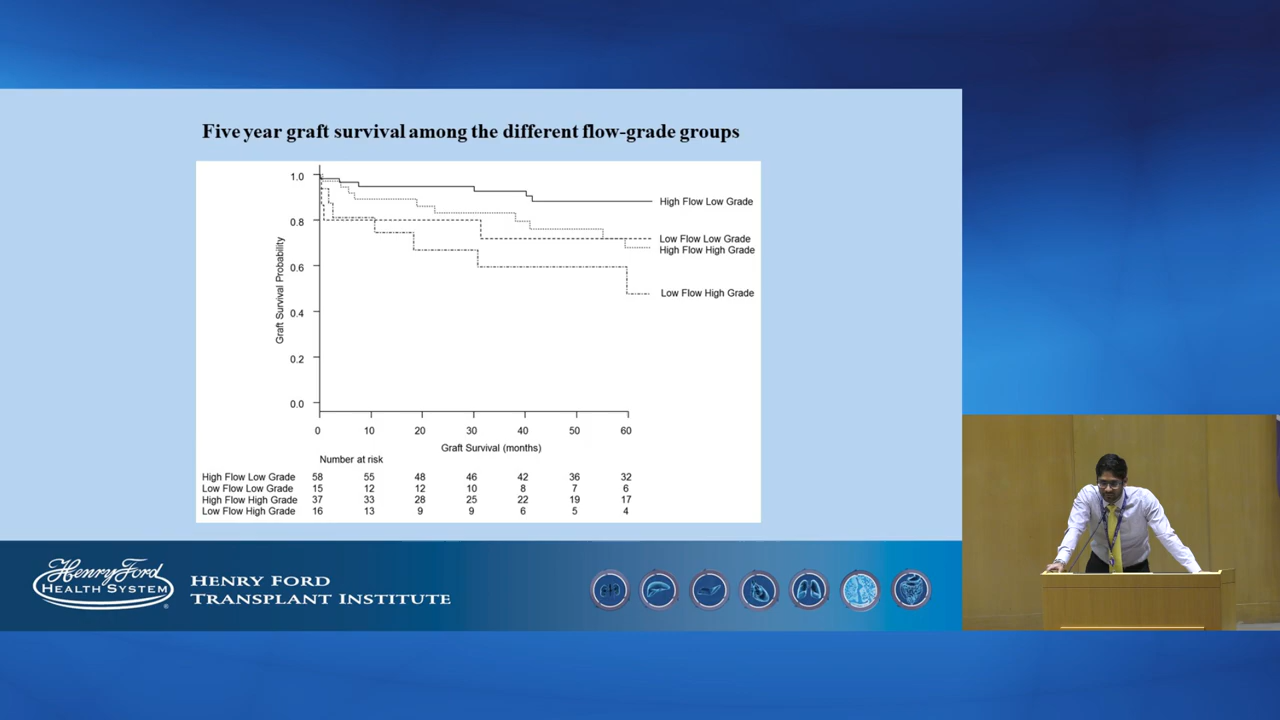 Five year graft survival among the different flow-grade groups
1.0
0.8
0.6
0.4
0.2
0.0
Graft Survival Probability
High Flow Low Grade
Low Flow Low Grade
High Flow High Grade
Low Flow High Grade
0 10 20 30 40 50 60
Graft Survival (months)
Number at risk
High Flow Low Grade 58 55 48 46 42 36 32
Low Flow Low Grade 15 12 12 10 8 7 6
High Flow High Grade 37 33 28 25 22 19 17
Low Flow High Grade 16 13 9 9 6 5 4
Henry Ford
HEALTH SYSTEM
®
HENRY FORD
TRANSPLANT INSTITUTE